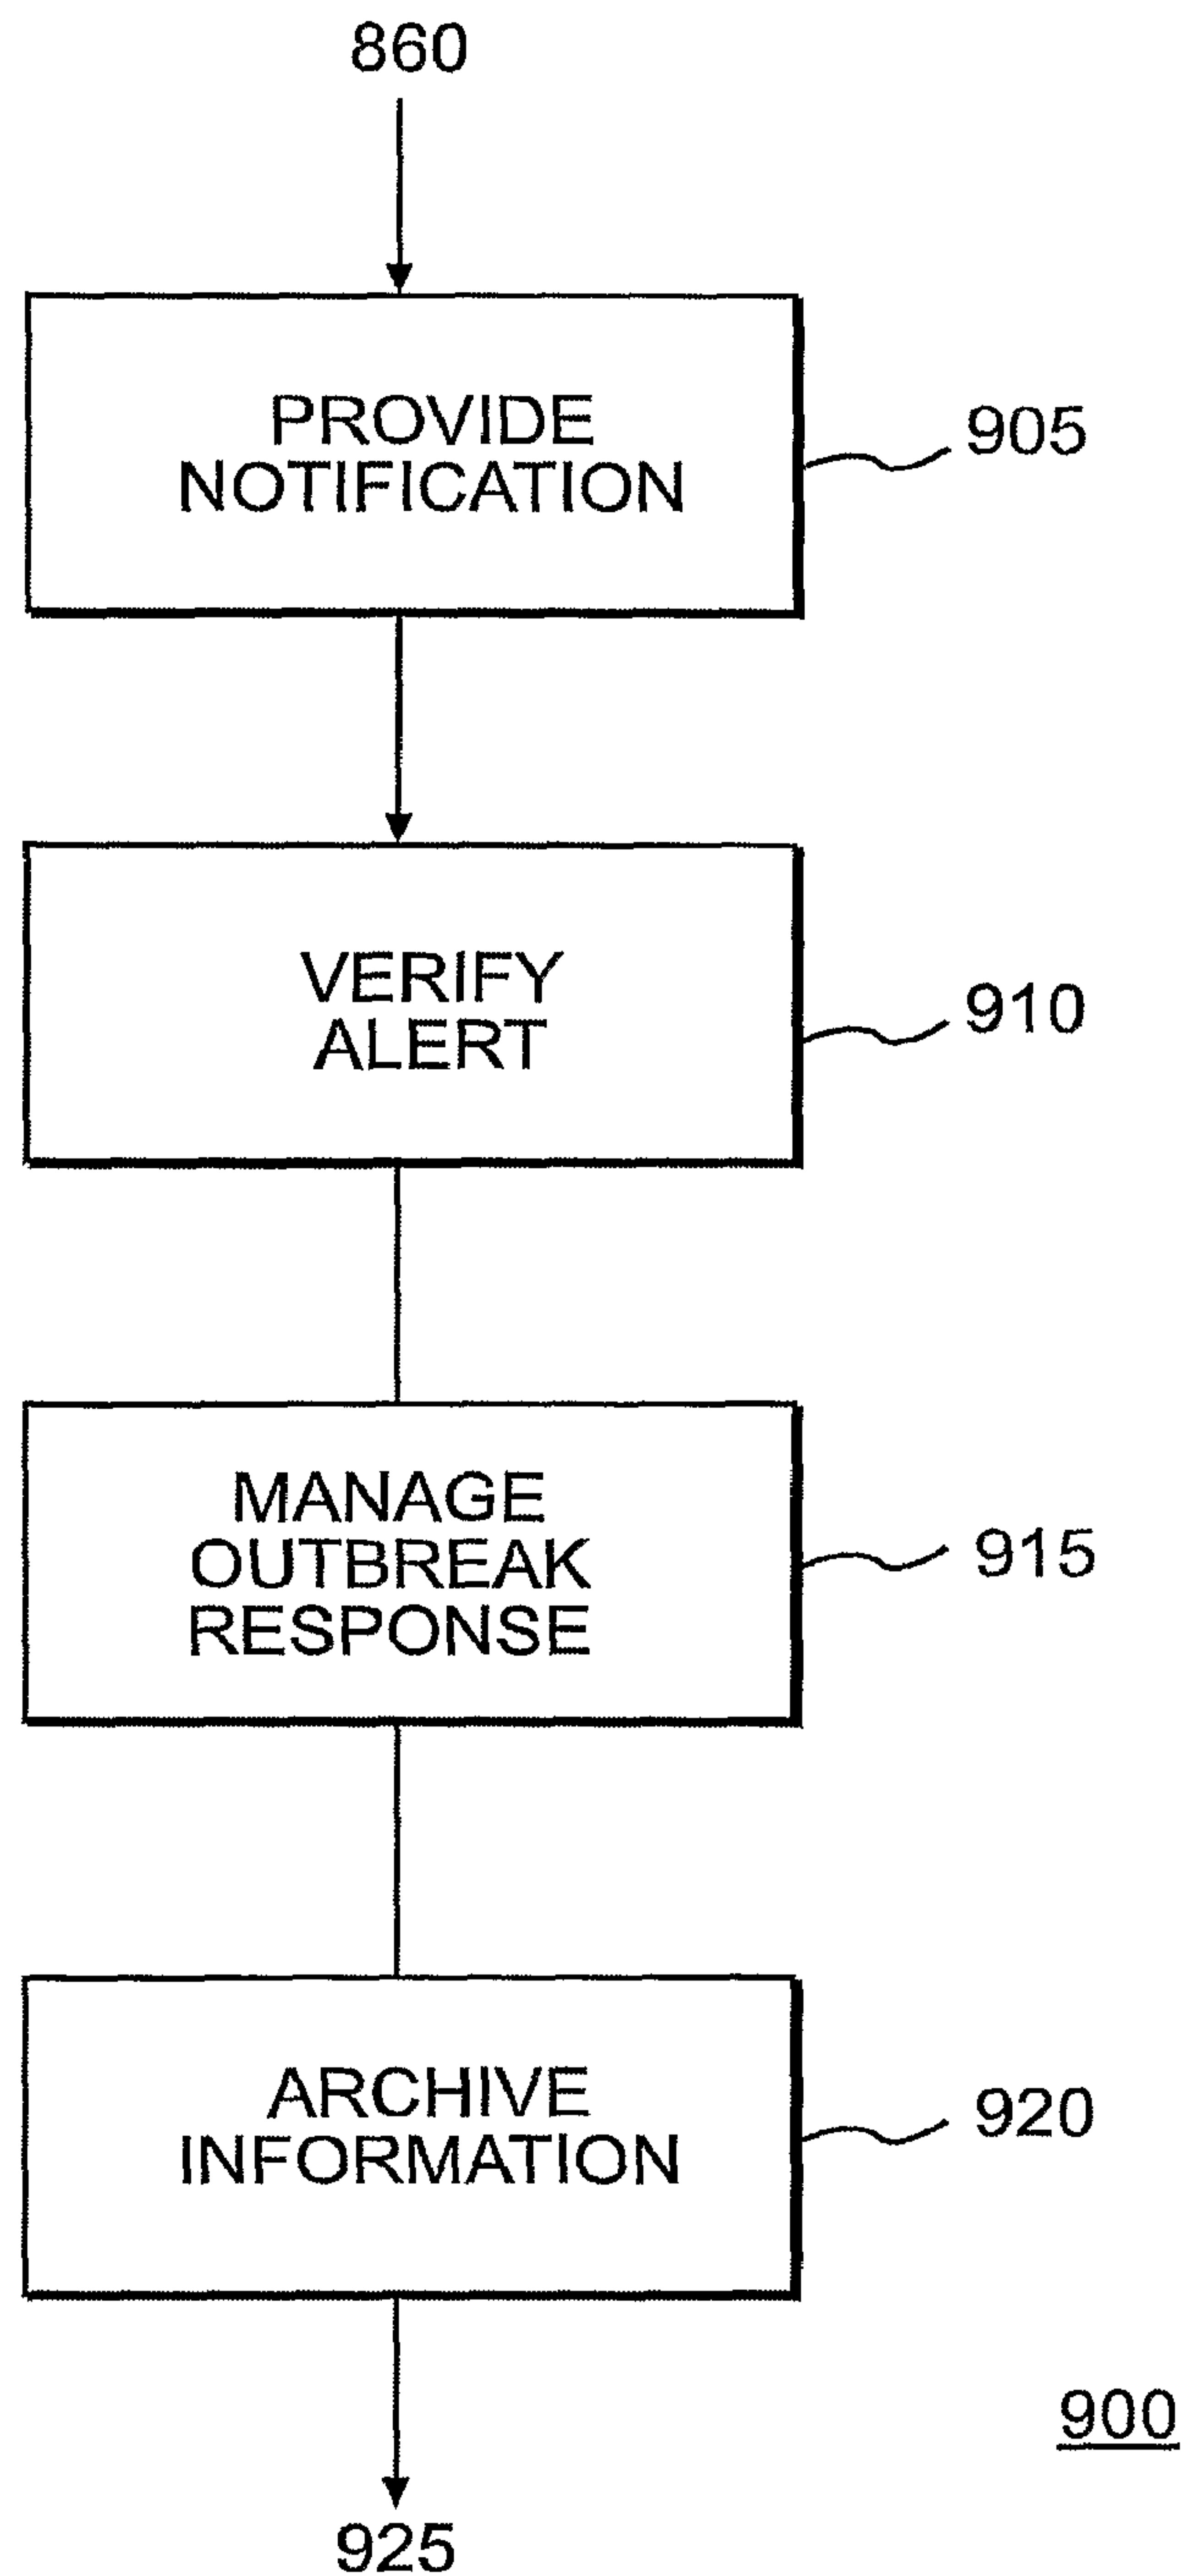 860
PROVIDE
NOTIFICATION
905
VERIFY
ALERT
910
MANAGE
OUTBREAK
RESPONSE
915
ARCHIVE
INFORMATION
920
900
925